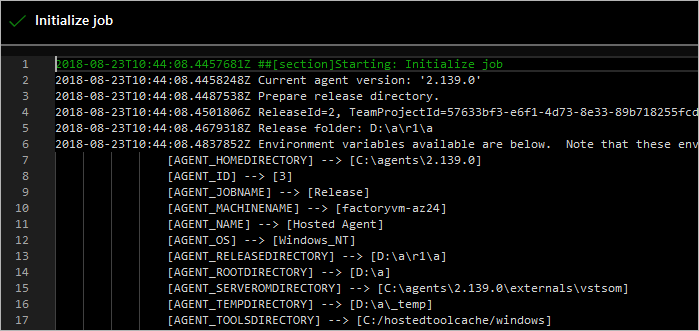 Initialize job
1 2018-08-23T10:44:08.4457681Z ##[section]Starting: Initialize job
2 2018-08-23T10:44:08.4458248Z Current agent version: '2.139.0'
3 2018-08-23T10:44:08.4487538Z Prepare release directory.
4 2018-08-23T10:44:08.4501806Z ReleaseId=2, TeamProjectId=57633bf3-e6f1-4d73-8e33-89b718255fcd
5 2018-08-23T10:44:08.4679318Z Release folder: D:\a\r1\a
6 2018-08-23T10:44:08.4837852Z Environment variables available are below.  Note that these env
7 [AGENT_HOMEDIRECTORY] --> [C:\agents\2.139.0]
8 [AGENT_ID] --> [3]
9 [AGENT_JOBNAME] --> [Release]
10 [AGENT_MACHINENAME] --> [factoryvm-az24]
11 [AGENT_NAME] --> [Hosted Agent]
12 [AGENT_OS] --> [Windows_NT]
13 [AGENT_RELEASEDIRECTORY] --> [D:\a\r1\a]
14 [AGENT_ROOTDIRECTORY] --> [D:\a]
15 [AGENT_SERVEROMDIRECTORY] --> [C:\agents\2.139.0\externals\vstsom]
16 [AGENT_TEMPDIRECTORY] --> [D:\a\_temp]
17 [AGENT_TOOLSDIRECTORY] --> [C:/hostedtoolcache/windows]